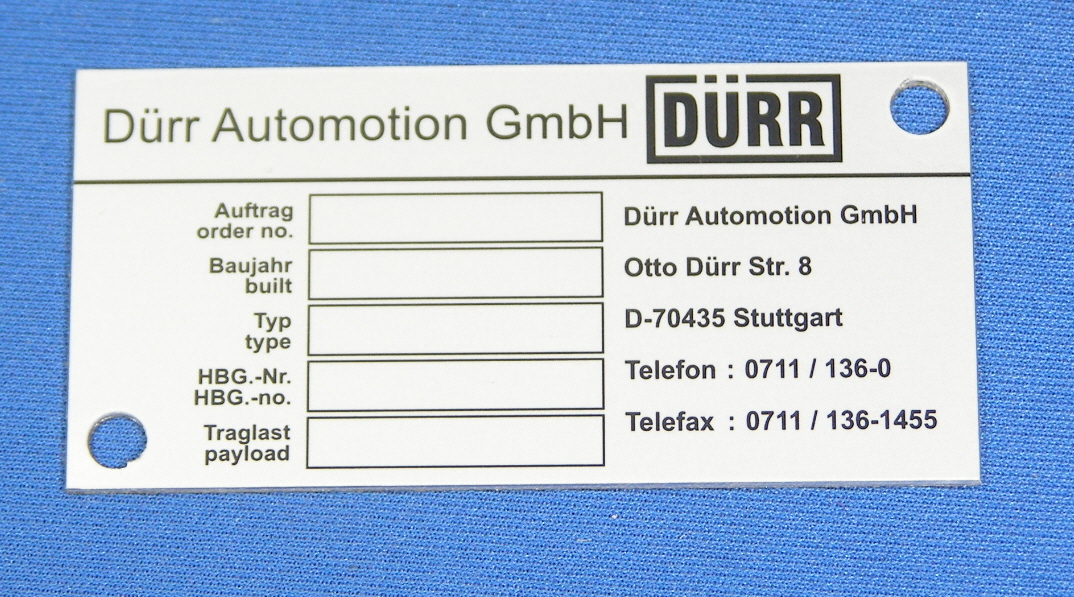 Dürr Automotion GmbH DÜRR
Auftrag
order no.
Baujahr
built
Typ
type
HBG.-Nr.
HBG.-no.
Traglast
payload
Dürr Automotion GmbH
Otto Dürr Str. 8
D-70435 Stuttgart
Telefon : 0711 / 136-0
Telefax : 0711 / 136-1455